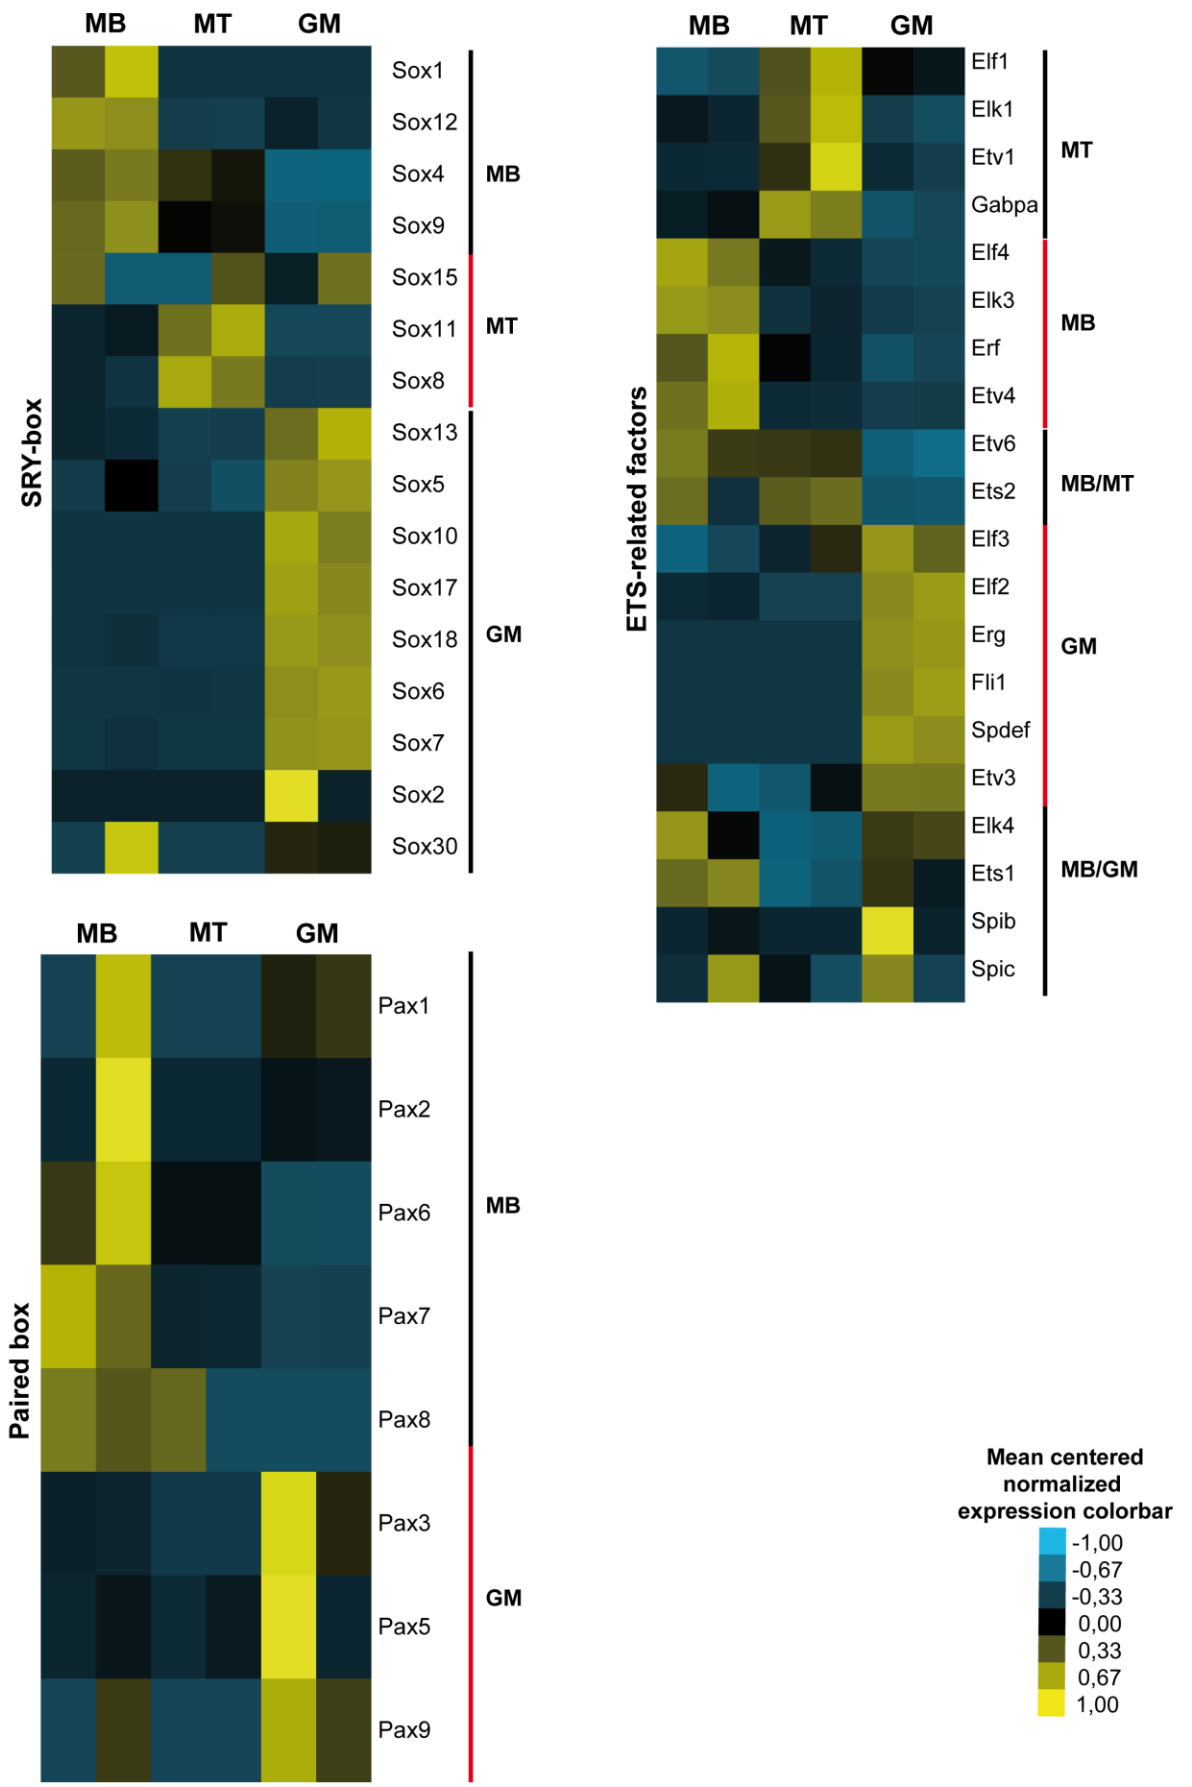 MB MT GM
SRY-box
Sox1
Sox12
Sox4
Sox9
Sox15
Sox11
Sox8
Sox13
Sox5
Sox10
Sox17
Sox18
Sox6
Sox7
Sox2
Sox30
MB
MT
GM
MB MT GM
ETS-related factors
Elf1
Elk1
Etv1
Gabpa
Elf4
Elk3
Erf
Etv4
Etv6
Ets2
Elf3
Elf2
Erg
Fli1
Spdef
Etv3
Elk4
Ets1
Spib
Spic
MT
MB
MB/MT
GM
MB/GM
MB MT GM
Paired box
Pax1
Pax2
Pax6
Pax7
Pax8
Pax3
Pax5
Pax9
MB
GM
Mean centered
normalized
expression colorbar
-1,00
-0,67
-0,33
0,00
0,33
0,67
1,00